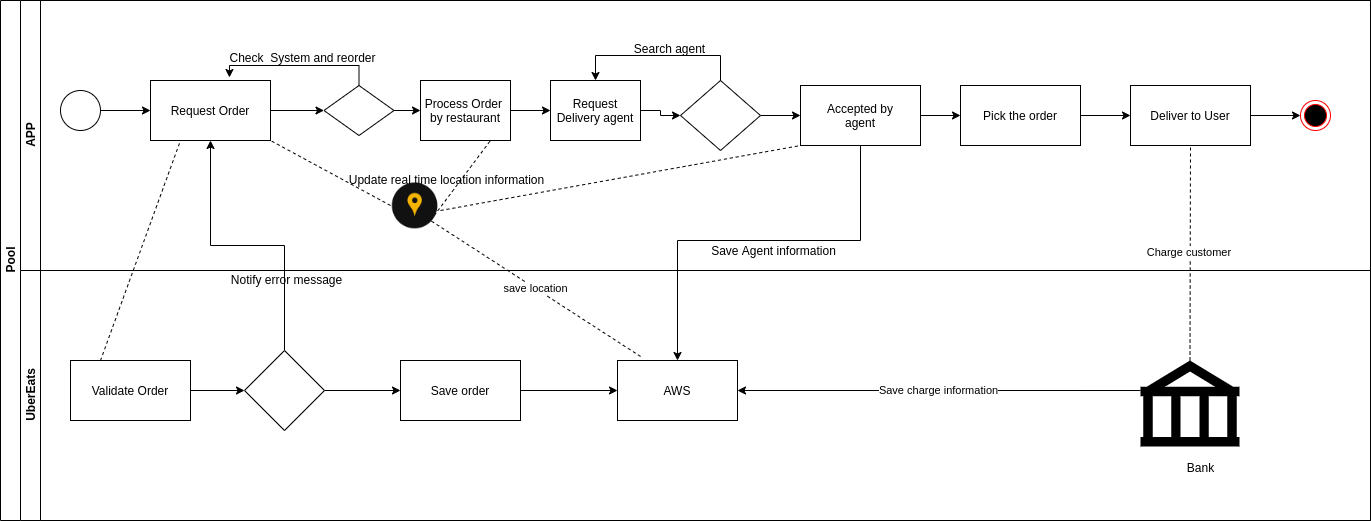 Pool
APP
Check  System and reorder
Search agent
Request Order
Process Order
by restaurant
Request
Delivery agent
Accepted by
agent
Pick the order
Deliver to User
Update real time location information
Save Agent information
Charge customer
UberEats
Notify error message
save location
Validate Order
Save order
AWS
Save charge information
Bank